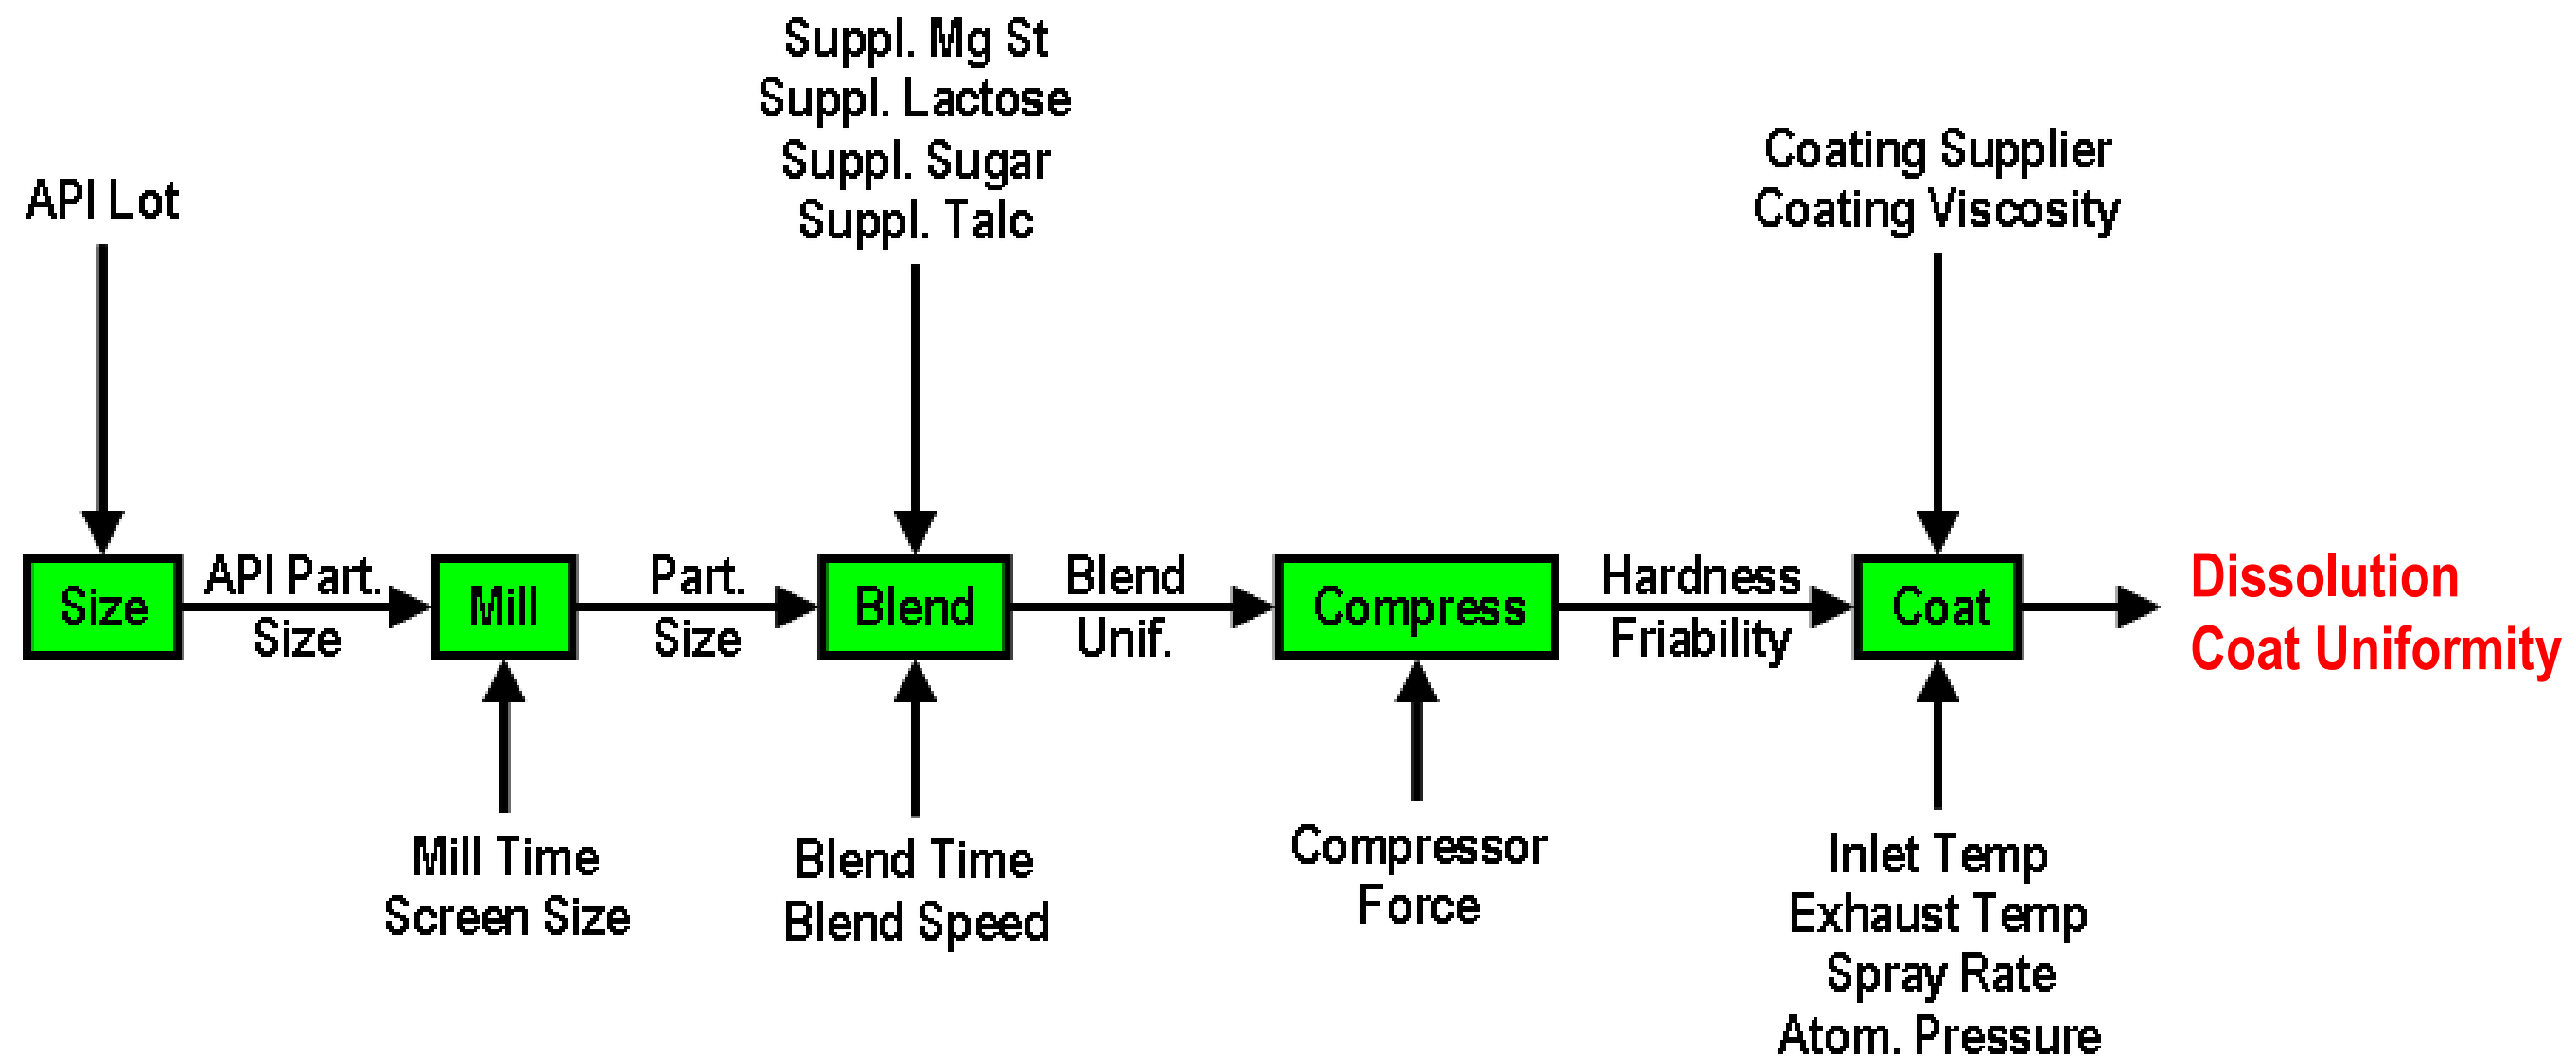 Suppl. Mg St
Suppl. Lactose
Suppl. Sugar
Suppl. Talc
API Lot
Coating Supplier
Coating Viscosity
Size
API Part.
Size
Mill
Part.
Size
Blend
Blend
Unif.
Compress
Hardness
Friability
Coat
Dissolution
Coat Uniformity
Mill Time
Screen Size
Blend Time
Blend Speed
Compressor
Force
Inlet Temp
Exhaust Temp
Spray Rate
Atom. Pressure